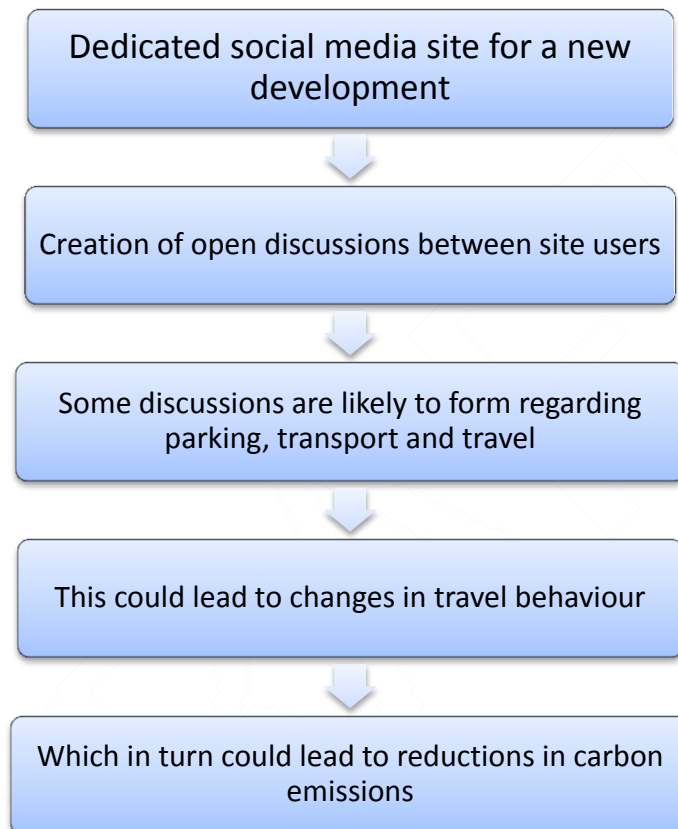 Dedicated social media site for a new
development
Creation of open discussions between site users
Some discussions are likely to form regarding
parking, transport and travel
This could lead to changes in travel behaviour
Which in turn could lead to reductions in carbon
emissions